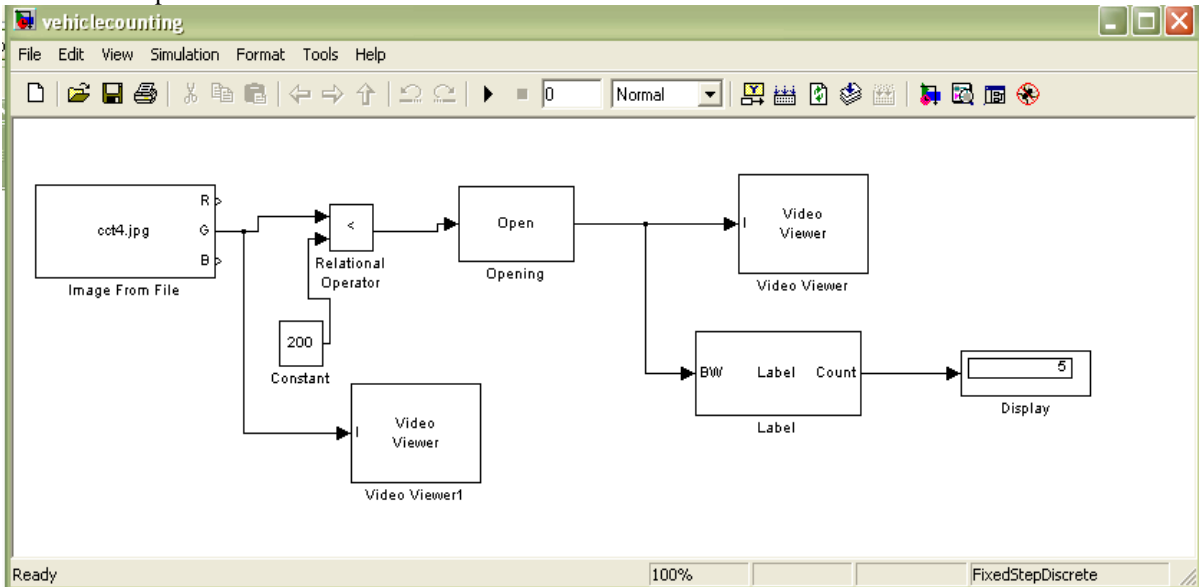 vehiclecounting
File Edit View Simulation Format Tools Help
0 Normal
cct4.jpg
R
G
B
Image From File
<
Relational
Operator
200
Constant
Open
Opening
I
Video
Viewer
Video Viewer
BW Label Count
Label
5
Display
I
Video
Viewer
Video Viewer1
Ready 100% FixedStepDiscrete